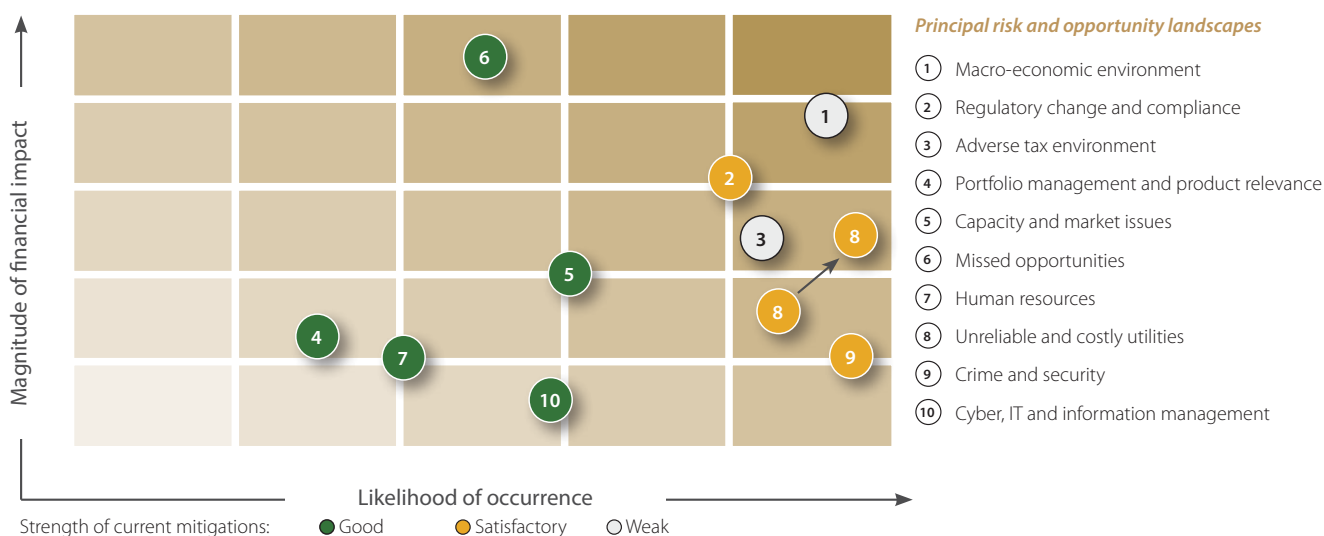 Magnitude of financial impact
6
1
2
3
8
5
8
4
7
9
10
Likelihood of occurrence
Strength of current mitigations:
Good
Satisfactory
Weak
Principal risk and opportunity landscapes
1 Macro-economic environment
2 Regulatory change and compliance
3 Adverse tax environment
4 Portfolio management and product relevance
5 Capacity and market issues
6 Missed opportunities
7 Human resources
8 Unreliable and costly utilities
9 Crime and security
10 Cyber, IT and information management